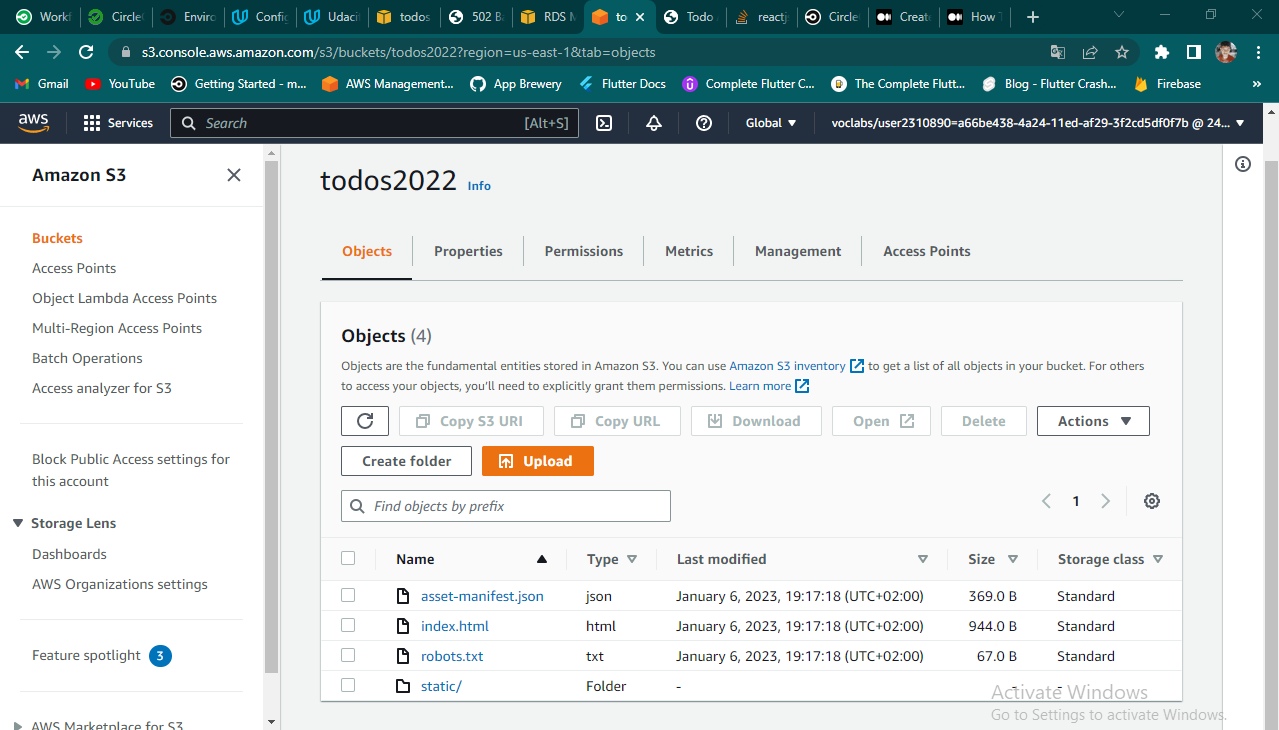 Workf
CircleC
Enviro
Config
Udacit
todos
502 Ba
RDS M
to
Todo A
reactjs
Circle
Create
How T
s3.console.aws.amazon.com/s3/buckets/todos2022?region=us-east-1&tab=objects
Gmail
YouTube
Getting Started - m...
AWS Management...
App Brewery
Flutter Docs
Complete Flutter C...
The Complete Flutt...
Blog - Flutter Crash...
Firebase
»
aws
Services
Search
[Alt+S]
Global
voclabs/user2310890=a66be438-4a24-11ed-af29-3f2cd5df0f7b @ 24...
Amazon S3
Buckets
Access Points
Object Lambda Access Points
Multi-Region Access Points
Batch Operations
Access analyzer for S3
Block Public Access settings for
this account
Storage Lens
Dashboards
AWS Organizations settings
Feature spotlight 3
AWS Marketplace for S3
todos2022 Info
Objects
Properties
Permissions
Metrics
Management
Access Points
Objects (4)
Objects are the fundamental entities stored in Amazon S3. You can use Amazon S3 inventory to get a list of all objects in your bucket. For others
to access your objects, you'll need to explicitly grant them permissions. Learn more
Copy S3 URI
Copy URL
Download
Open
Delete
Actions
Create folder
Upload
Find objects by prefix
1
Name Type Last modified Size Storage class
asset-manifest.json json January 6, 2023, 19:17:18 (UTC+02:00) 369.0 B Standard
index.html html January 6, 2023, 19:17:18 (UTC+02:00) 944.0 B Standard
robots.txt txt January 6, 2023, 19:17:18 (UTC+02:00) 67.0 B Standard
static/ Folder - - -
Activate Windows
Go to Settings to activate Windows.